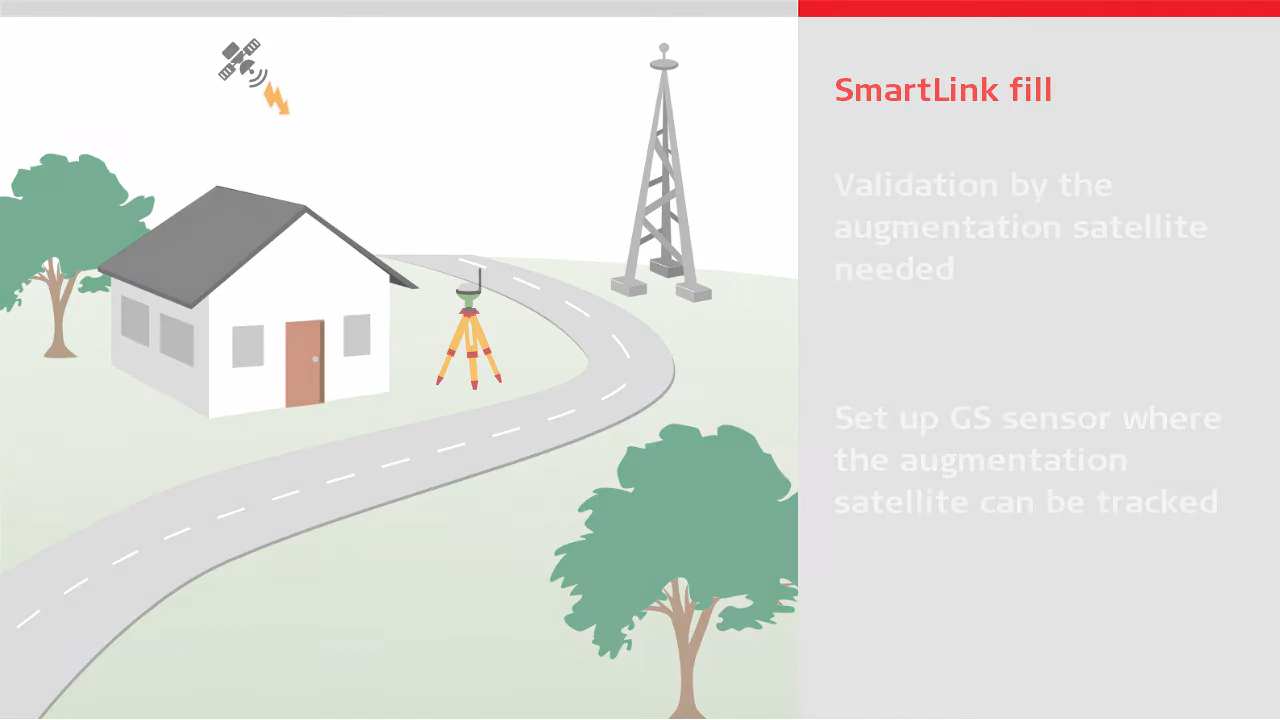 SmartLink fill
Validation by the
augmentation satellite
needed
Set up GS sensor where
the augmentation
satellite can be tracked